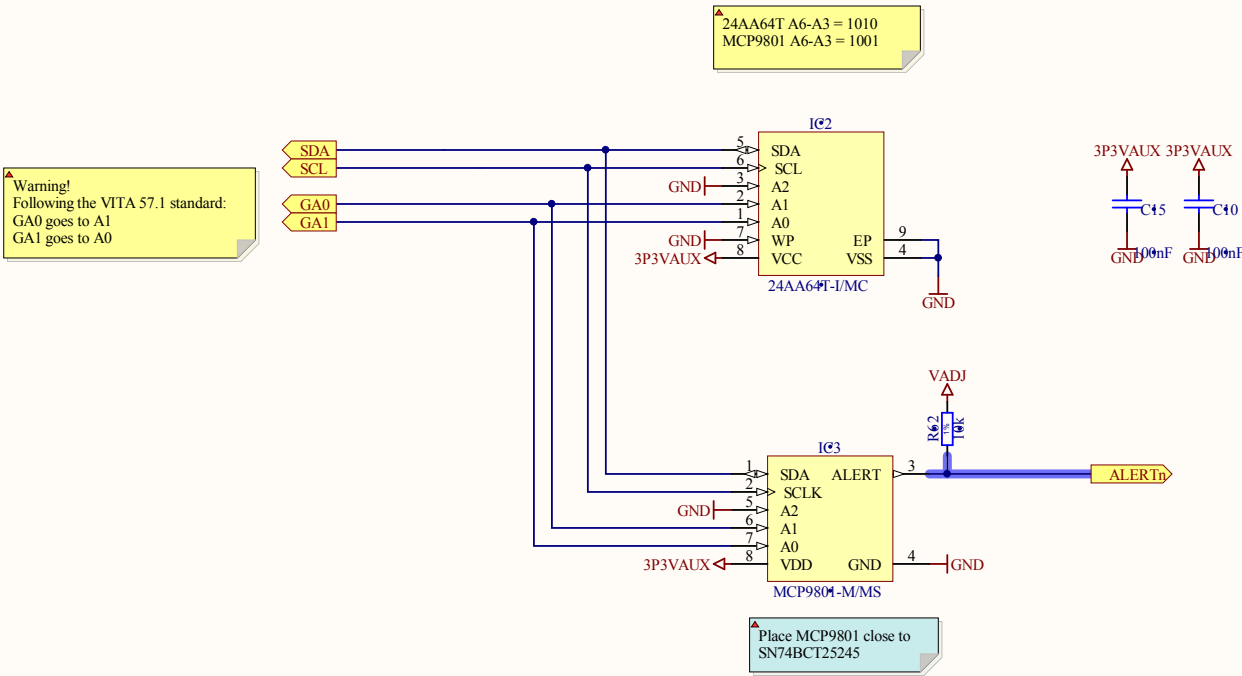 24AA64T A6-A3 = 1010
MCP9801 A6-A3 = 1001
Warning!
Following the VITA 57.1 standard:
GA0 goes to A1
GA1 goes to A0
SDA
SCL
GA0
GA1
IC2
5 SDA
6 SCL
GND 3 A2
2 A1
1 A0
GND 7 WP EP 9
3P3VAUX 8 VCC VSS 4
24AA64T-I/MC
GND
3P3VAUX 3P3VAUX
C15 C10
GND 100nF GND 100nF
VADJ
R62 1% 10k
IC3
1 SDA ALERT 3 ALERTn
2 SCLK
GND 5 A2
6 A1
7 A0
3P3VAUX 8 VDD GND 4 GND
MCP9801-M/MS
Place MCP9801 close to
SN74BCT25245